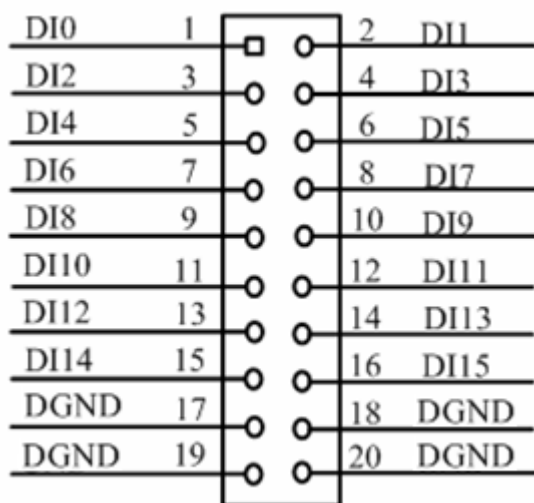 DI0 1 2 DI1
DI2 3 4 DI3
DI4 5 6 DI5
DI6 7 8 DI7
DI8 9 10 DI9
DI10 11 12 DI11
DI12 13 14 DI13
DI14 15 16 DI15
DGND 17 18 DGND
DGND 19 20 DGND